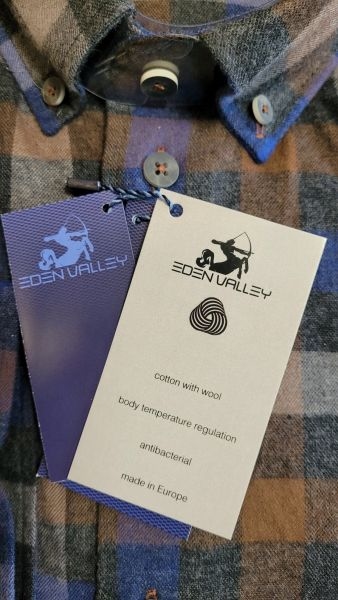 EDEN VALLEY
EDEN VALLEY
cotton with wool
body temperature regulation
antibacterial
made in Europe